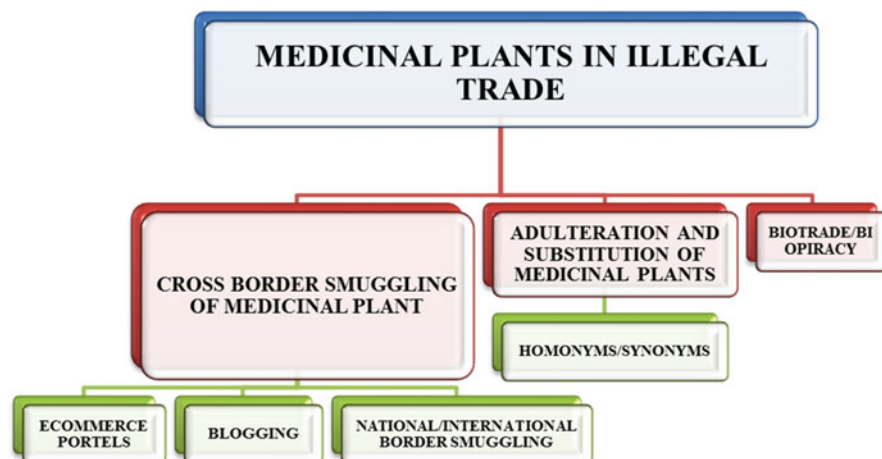 MEDICINAL PLANTS IN ILLEGAL
TRADE
CROSS BORDER SMUGGLING
OF MEDICINAL PLANT
ADULTERATION AND
SUBSTITUTION OF
MEDICINAL PLANTS
BIOTRADE/BI
OPIRACY
HOMONYMS/SYNONYMS
ECOMMERCE
PORTELS
BLOGGING
NATIONAL/INTERNATIONAL
BORDER SMUGGLING